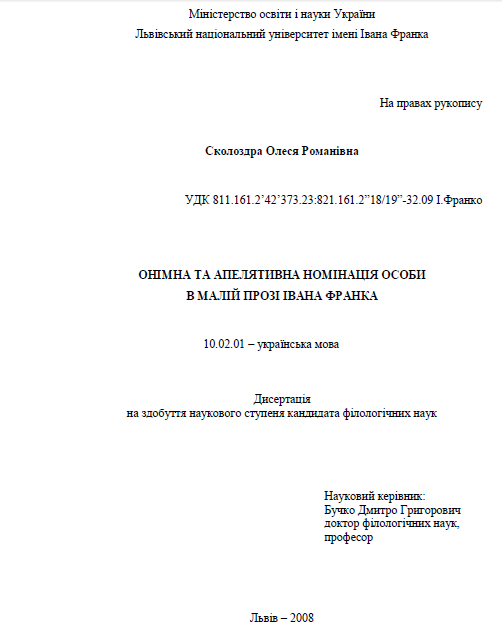 Міністерство освіти і науки України
Львівський національний університет імені Івана Франка
На правах рукопису
Сколоздра Олеся Романівна
УДК 811.161.2’42’373.23:821.161.2”18/19”-32.09 І.Франко
ОНІМНА ТА АПЕЛЯТИВНА НОМІНАЦІЯ ОСОБИ
В МАЛІЙ ПРОЗІ ІВАНА ФРАНКА
10.02.01 – українська мова
Дисертація
на здобуття наукового ступеня кандидата філологічних наук
Науковий керівник:
Бучко Дмитро Григорович
доктор філологічних наук,
професор
Львів – 2008